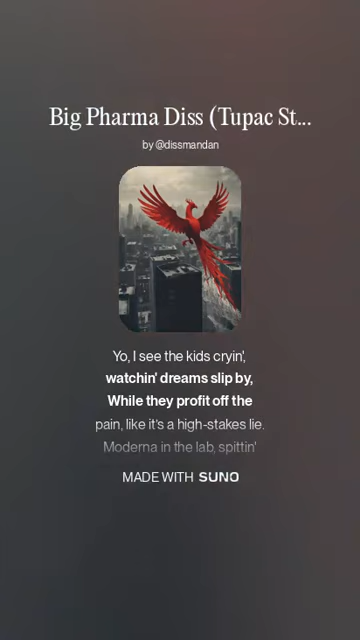 Big Pharma Diss (Tupac St...
by @dissmandan
Yo, I see the kids cryin',
watchin' dreams slip by,
While they profit off the
pain, like it's a high-stakes lie.
Moderna in the lab, spittin'
MADE WITH SUNO